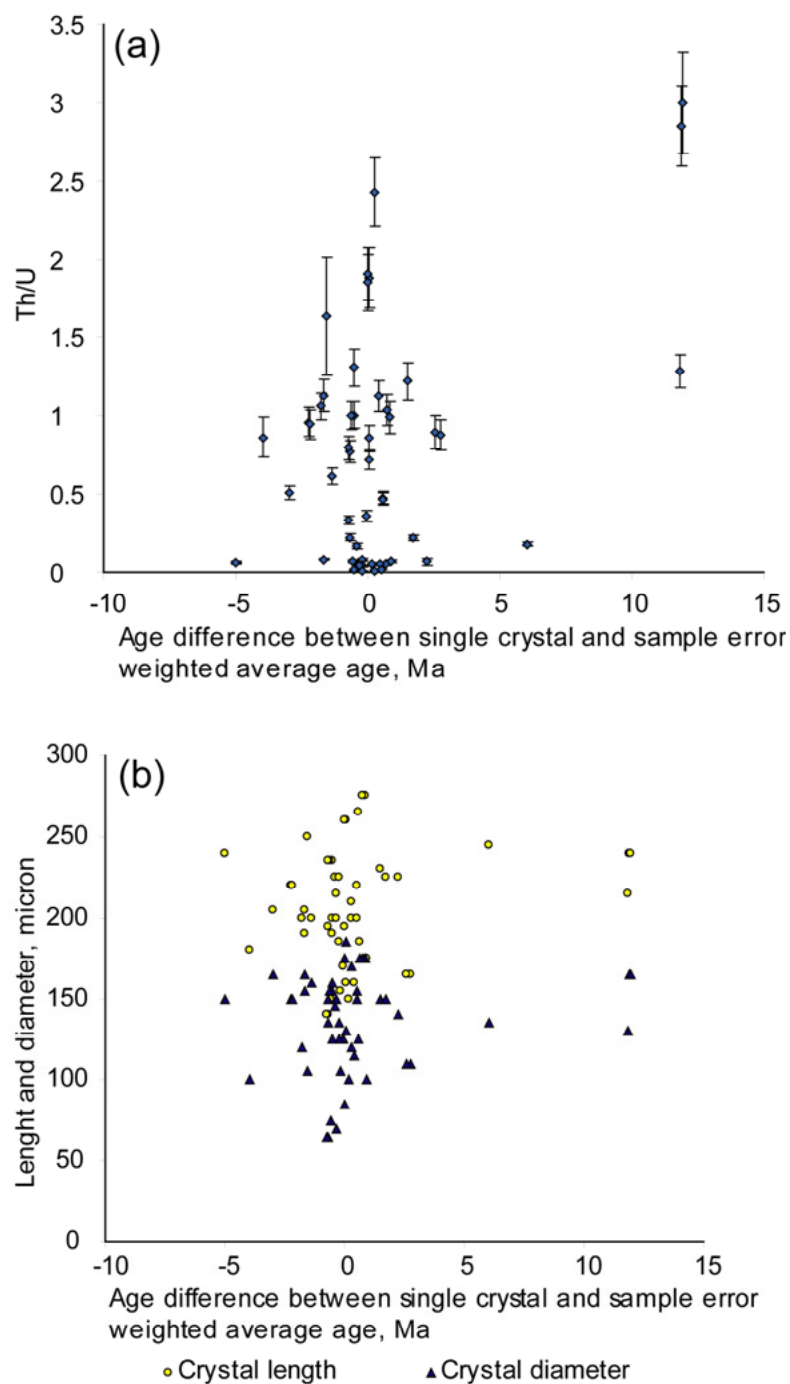 (a)
3.5
3
2.5
2
1.5
1
0.5
0
Th/U
-10 -5 0 5 10 15
Age difference between single crystal and sample error
weighted average age, Ma
(b)
300
250
200
150
100
50
0
Lenght and diameter, micron
-10 -5 0 5 10 15
Age difference between single crystal and sample error
weighted average age, Ma
Crystal length Crystal diameter